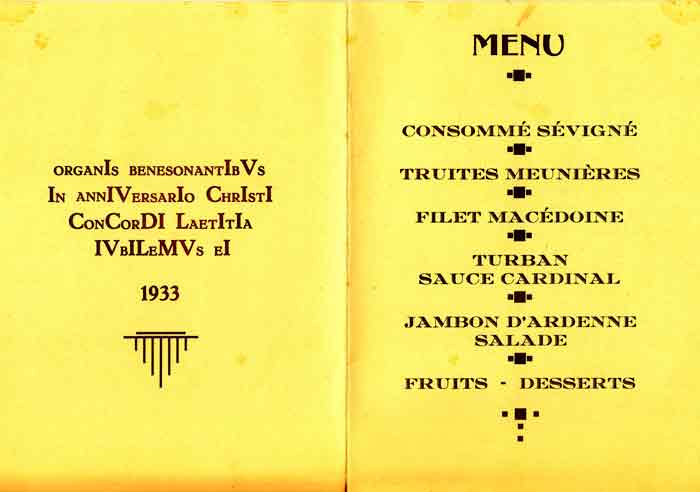 organIs benesonantIbVs
In annIVersarIo ChrIstI
ConCorDI LaetItIa
IVbILeMVs eI
1933
MENU
CONSOMMÉ SÉVIGNÉ
TRUITES MEUNIÈRES
FILET MACÉDOINE
TURBAN
SAUCE CARDINAL
JAMBON D'ARDENNE
SALADE
FRUITS - DESSERTS